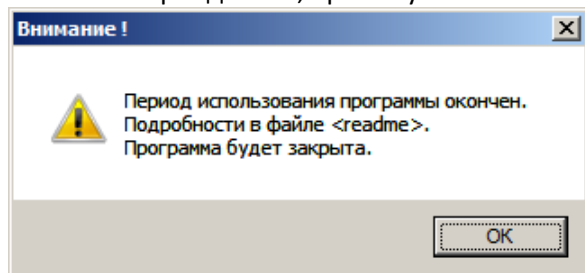 Внимание !
Период использования программы окончен.
Подробности в файле <readme>.
Программа будет закрыта.
OK